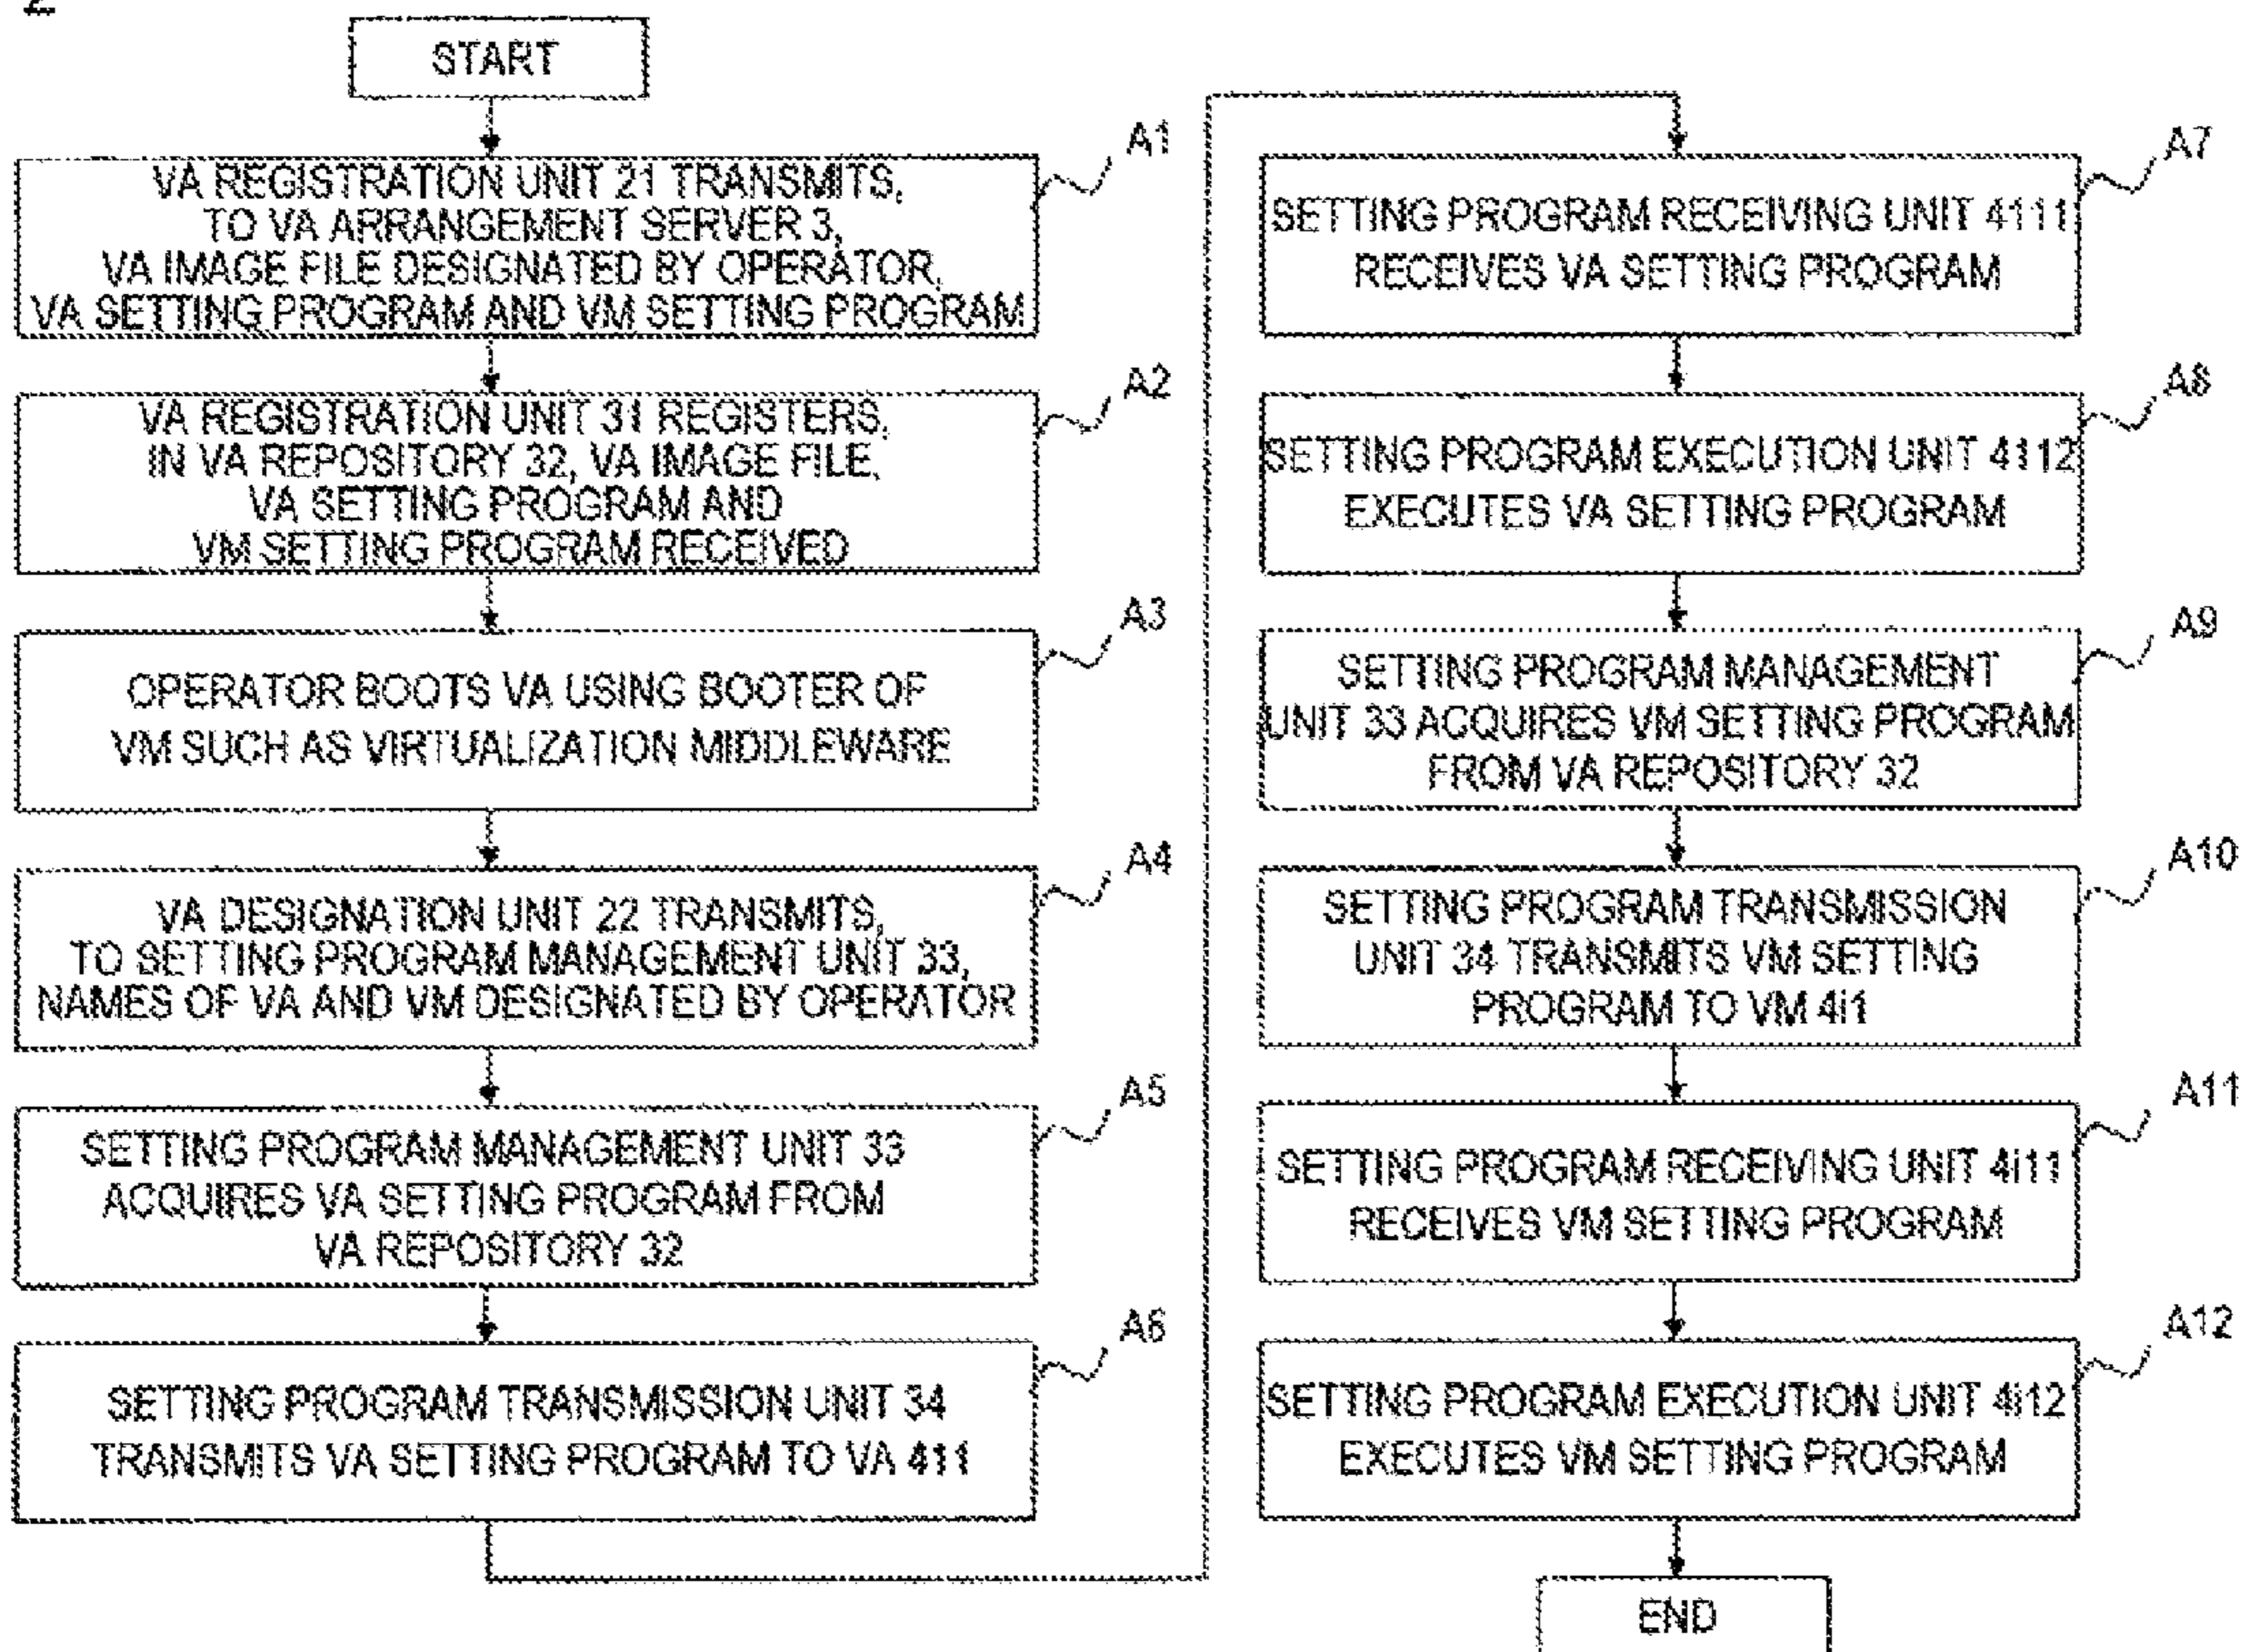 2
START
A1
VA REGISTRATION UNIT 21 TRANSMITS,
TO VA ARRANGEMENT SERVER 3,
VA IMAGE FILE DESIGNATED BY OPERATOR,
VA SETTING PROGRAM AND VM SETTING PROGRAM
A2
VA REGISTRATION UNIT 31 REGISTERS,
IN VA REPOSITORY 32, VA IMAGE FILE,
VA SETTING PROGRAM AND
VM SETTING PROGRAM RECEIVED
A3
OPERATOR BOOTS VA USING BOOTER OF
VM SUCH AS VIRTUALIZATION MIDDLEWARE
A4
VA DESIGNATION UNIT 22 TRANSMITS,
TO SETTING PROGRAM MANAGEMENT UNIT 33,
NAMES OF VA AND VM DESIGNATED BY OPERATOR
A5
SETTING PROGRAM MANAGEMENT UNIT 33
ACQUIRES VA SETTING PROGRAM FROM
VA REPOSITORY 32
A6
SETTING PROGRAM TRANSMISSION UNIT 34
TRANSMITS VA SETTING PROGRAM TO VA 411
A7
SETTING PROGRAM RECEIVING UNIT 4111
RECEIVES VA SETTING PROGRAM
A8
SETTING PROGRAM EXECUTION UNIT 4112
EXECUTES VA SETTING PROGRAM
A9
SETTING PROGRAM MANAGEMENT
UNIT 33 ACQUIRES VM SETTING PROGRAM
FROM VA REPOSITORY 32
A10
SETTING PROGRAM TRANSMISSION
UNIT 34 TRANSMITS VM SETTING
PROGRAM TO VM 4i1
A11
SETTING PROGRAM RECEIVING UNIT 4i11
RECEIVES VM SETTING PROGRAM
A12
SETTING PROGRAM EXECUTION UNIT 4i12
EXECUTES VM SETTING PROGRAM
END